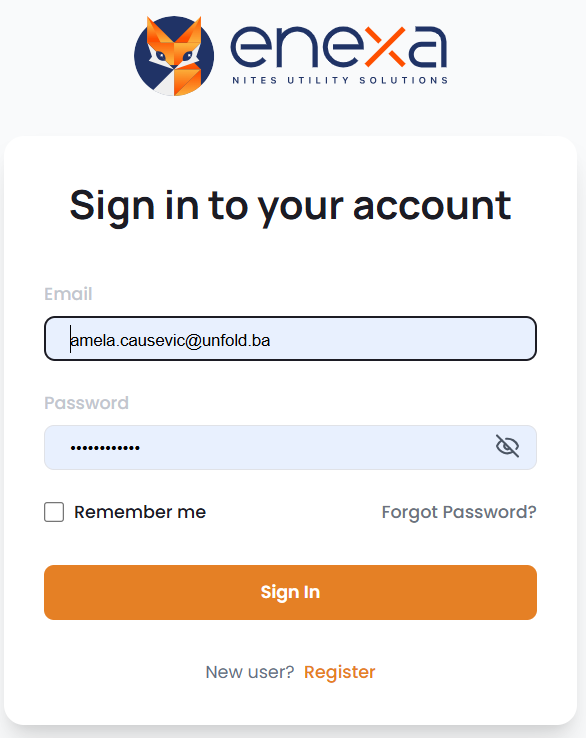 enexa
NITES UTILITY SOLUTIONS
Sign in to your account
Email
amela.causevic@unfold.ba
Password
••••••••••••
Remember me Forgot Password?
Sign In
New user? Register